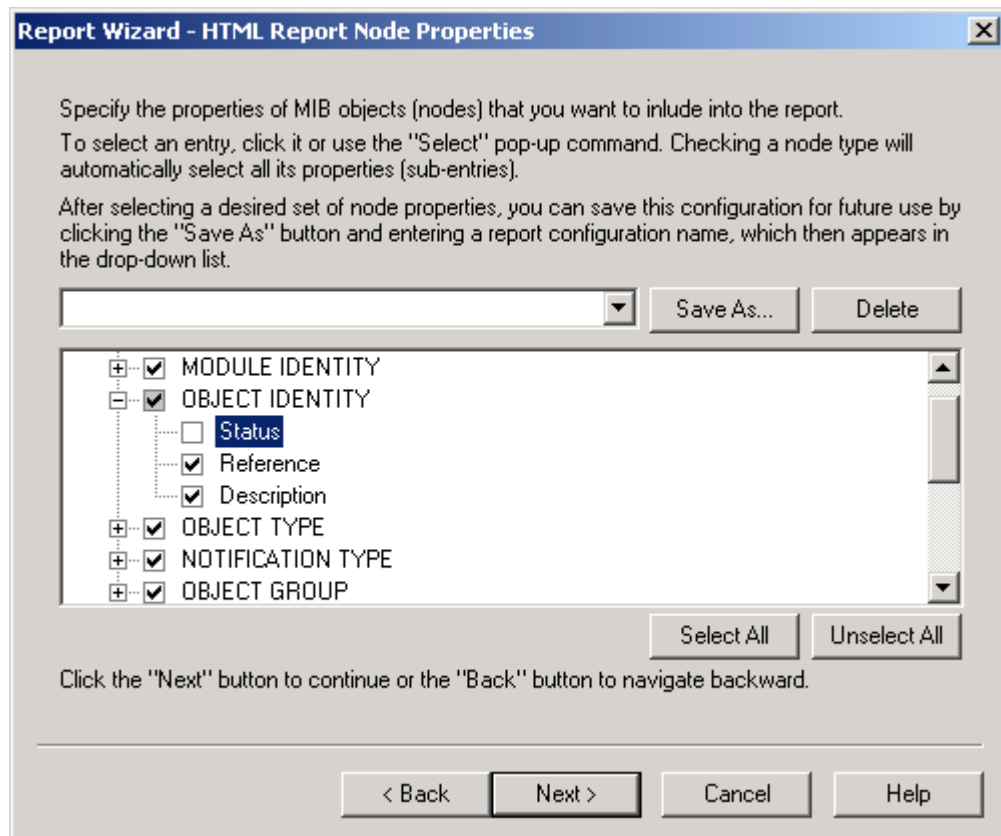 Report Wizard - HTML Report Node Properties
Specify the properties of MIB objects (nodes) that you want to inlude into the report.
To select an entry, click it or use the "Select" pop-up command. Checking a node type will
automatically select all its properties (sub-entries).
After selecting a desired set of node properties, you can save this configuration for future use by
clicking the "Save As" button and entering a report configuration name, which then appears in
the drop-down list.
Save As...
Delete
MODULE IDENTITY
OBJECT IDENTITY
Status
Reference
Description
OBJECT TYPE
NOTIFICATION TYPE
OBJECT GROUP
Select All
Unselect All
Click the "Next" button to continue or the "Back" button to navigate backward.
< Back
Next >
Cancel
Help